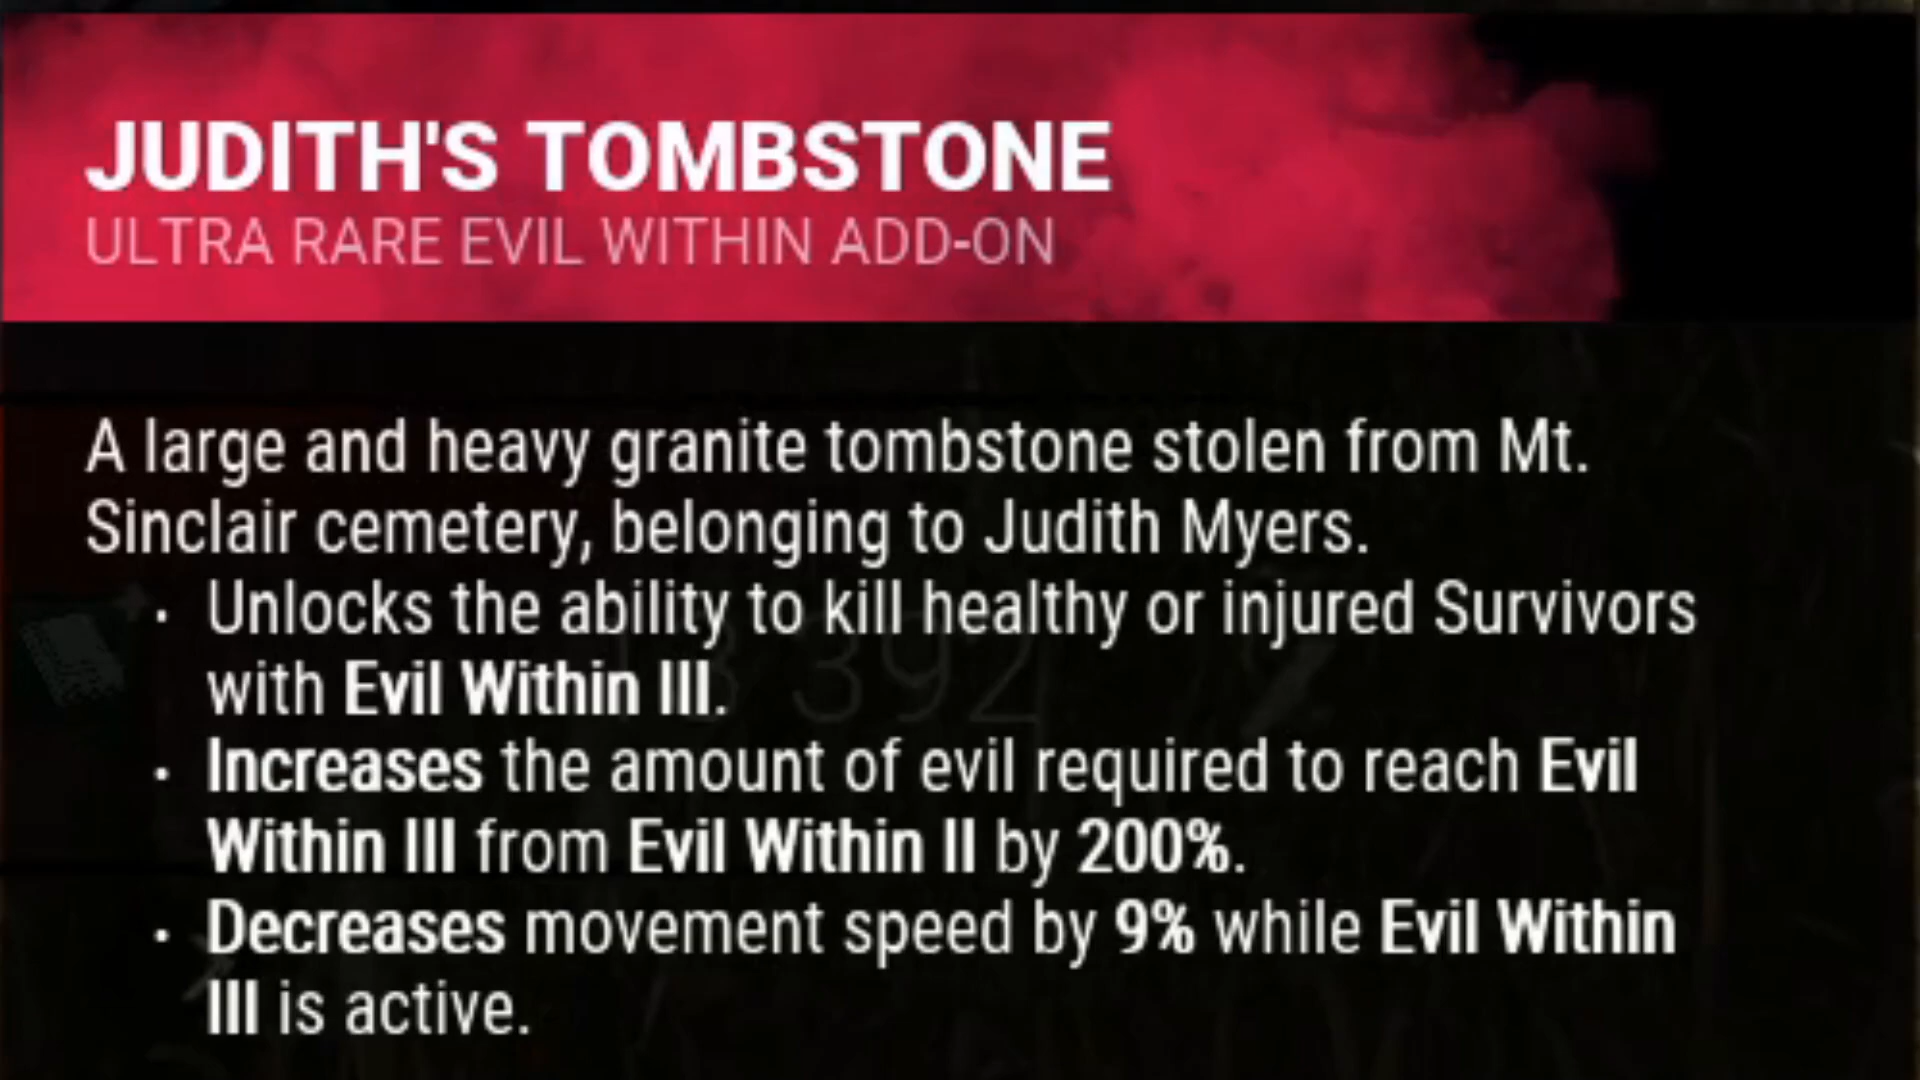 JUDITH'S TOMBSTONE
ULTRA RARE EVIL WITHIN ADD-ON
A large and heavy granite tombstone stolen from Mt.
Sinclair cemetery, belonging to Judith Myers.
· Unlocks the ability to kill healthy or injured Survivors
with Evil Within III.
· Increases the amount of evil required to reach Evil
Within III from Evil Within II by 200%.
· Decreases movement speed by 9% while Evil Within
III is active.